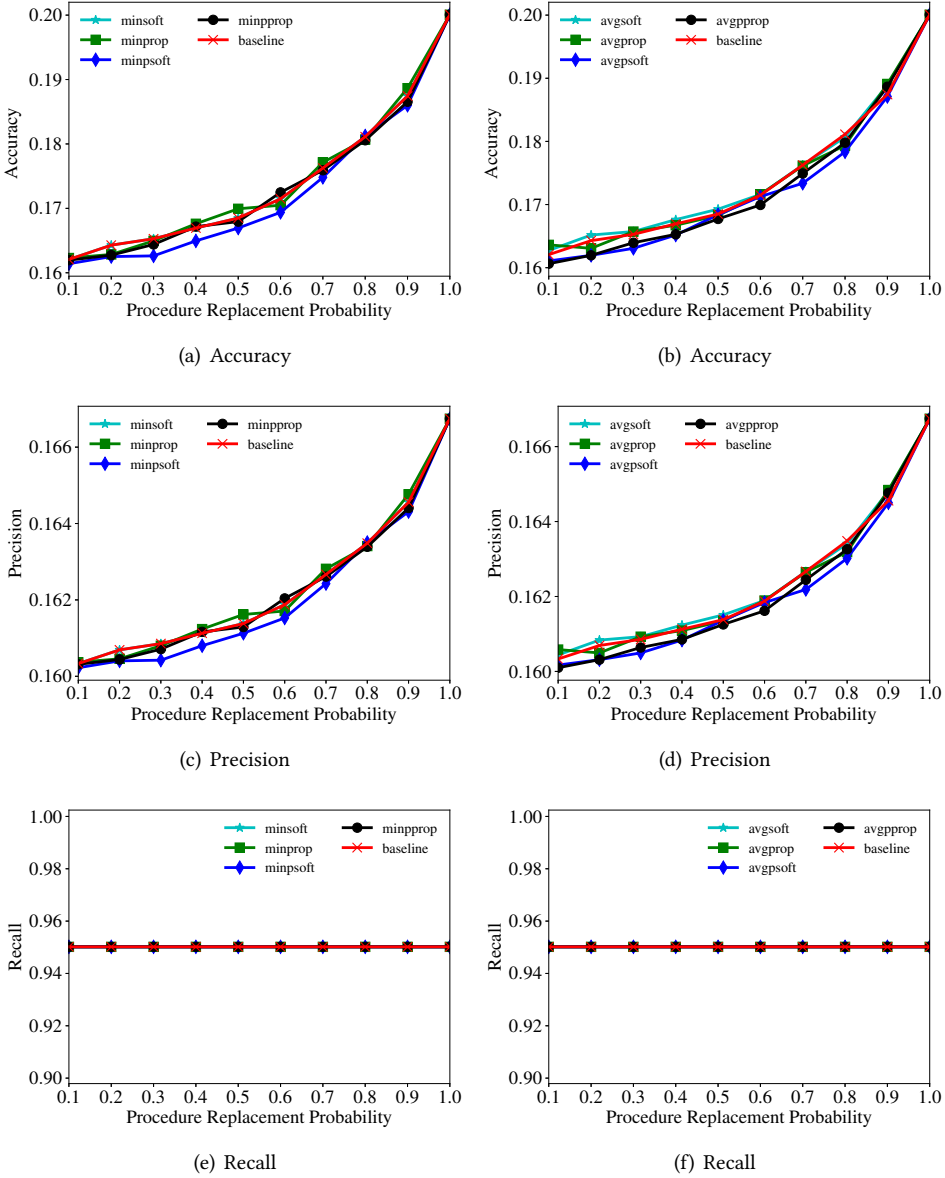 0.20
0.19
0.18
0.17
0.16
Accuracy
minsoft
minprop
minpsoft
minpprop
baseline
0.1 0.2 0.3 0.4 0.5 0.6 0.7 0.8 0.9 1.0
Procedure Replacement Probability
(a) Accuracy
0.20
0.19
0.18
0.17
0.16
Accuracy
avgsoft
avgprop
avgpsoft
avgpprop
baseline
0.1 0.2 0.3 0.4 0.5 0.6 0.7 0.8 0.9 1.0
Procedure Replacement Probability
(b) Accuracy
0.166
0.164
0.162
0.160
Precision
minsoft
minprop
minpsoft
minpprop
baseline
0.1 0.2 0.3 0.4 0.5 0.6 0.7 0.8 0.9 1.0
Procedure Replacement Probability
(c) Precision
0.166
0.164
0.162
0.160
Precision
avgsoft
avgprop
avgpsoft
avgpprop
baseline
0.1 0.2 0.3 0.4 0.5 0.6 0.7 0.8 0.9 1.0
Procedure Replacement Probability
(d) Precision
1.00
0.98
0.96
0.94
0.92
0.90
Recall
minsoft
minprop
minpsoft
minpprop
baseline
0.1 0.2 0.3 0.4 0.5 0.6 0.7 0.8 0.9 1.0
Procedure Replacement Probability
(e) Recall
1.00
0.98
0.96
0.94
0.92
0.90
Recall
avgsoft
avgprop
avgpsoft
avgpprop
baseline
0.1 0.2 0.3 0.4 0.5 0.6 0.7 0.8 0.9 1.0
Procedure Replacement Probability
(f) Recall